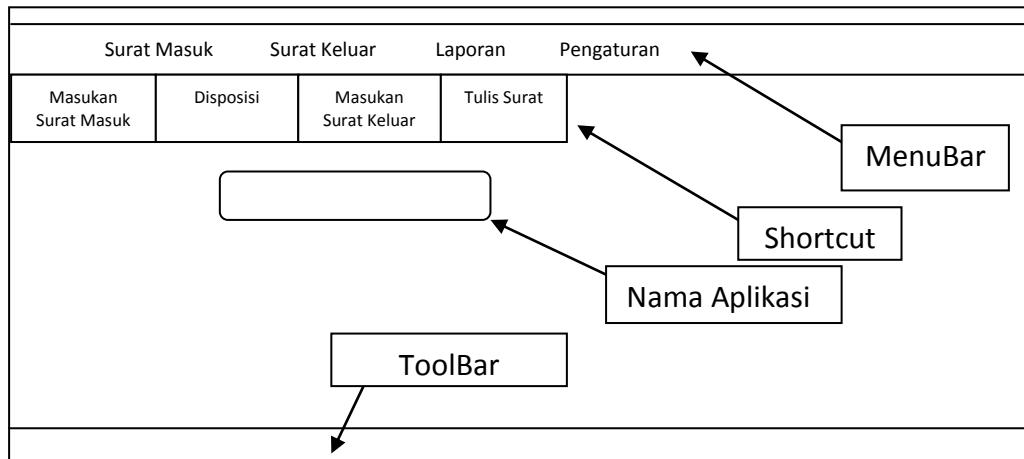 Surat Masuk Surat Keluar Laporan Pengaturan
Masukan
Surat Masuk
Disposisi
Masukan
Surat Keluar
Tulis Surat
MenuBar
Shortcut
Nama Aplikasi
ToolBar